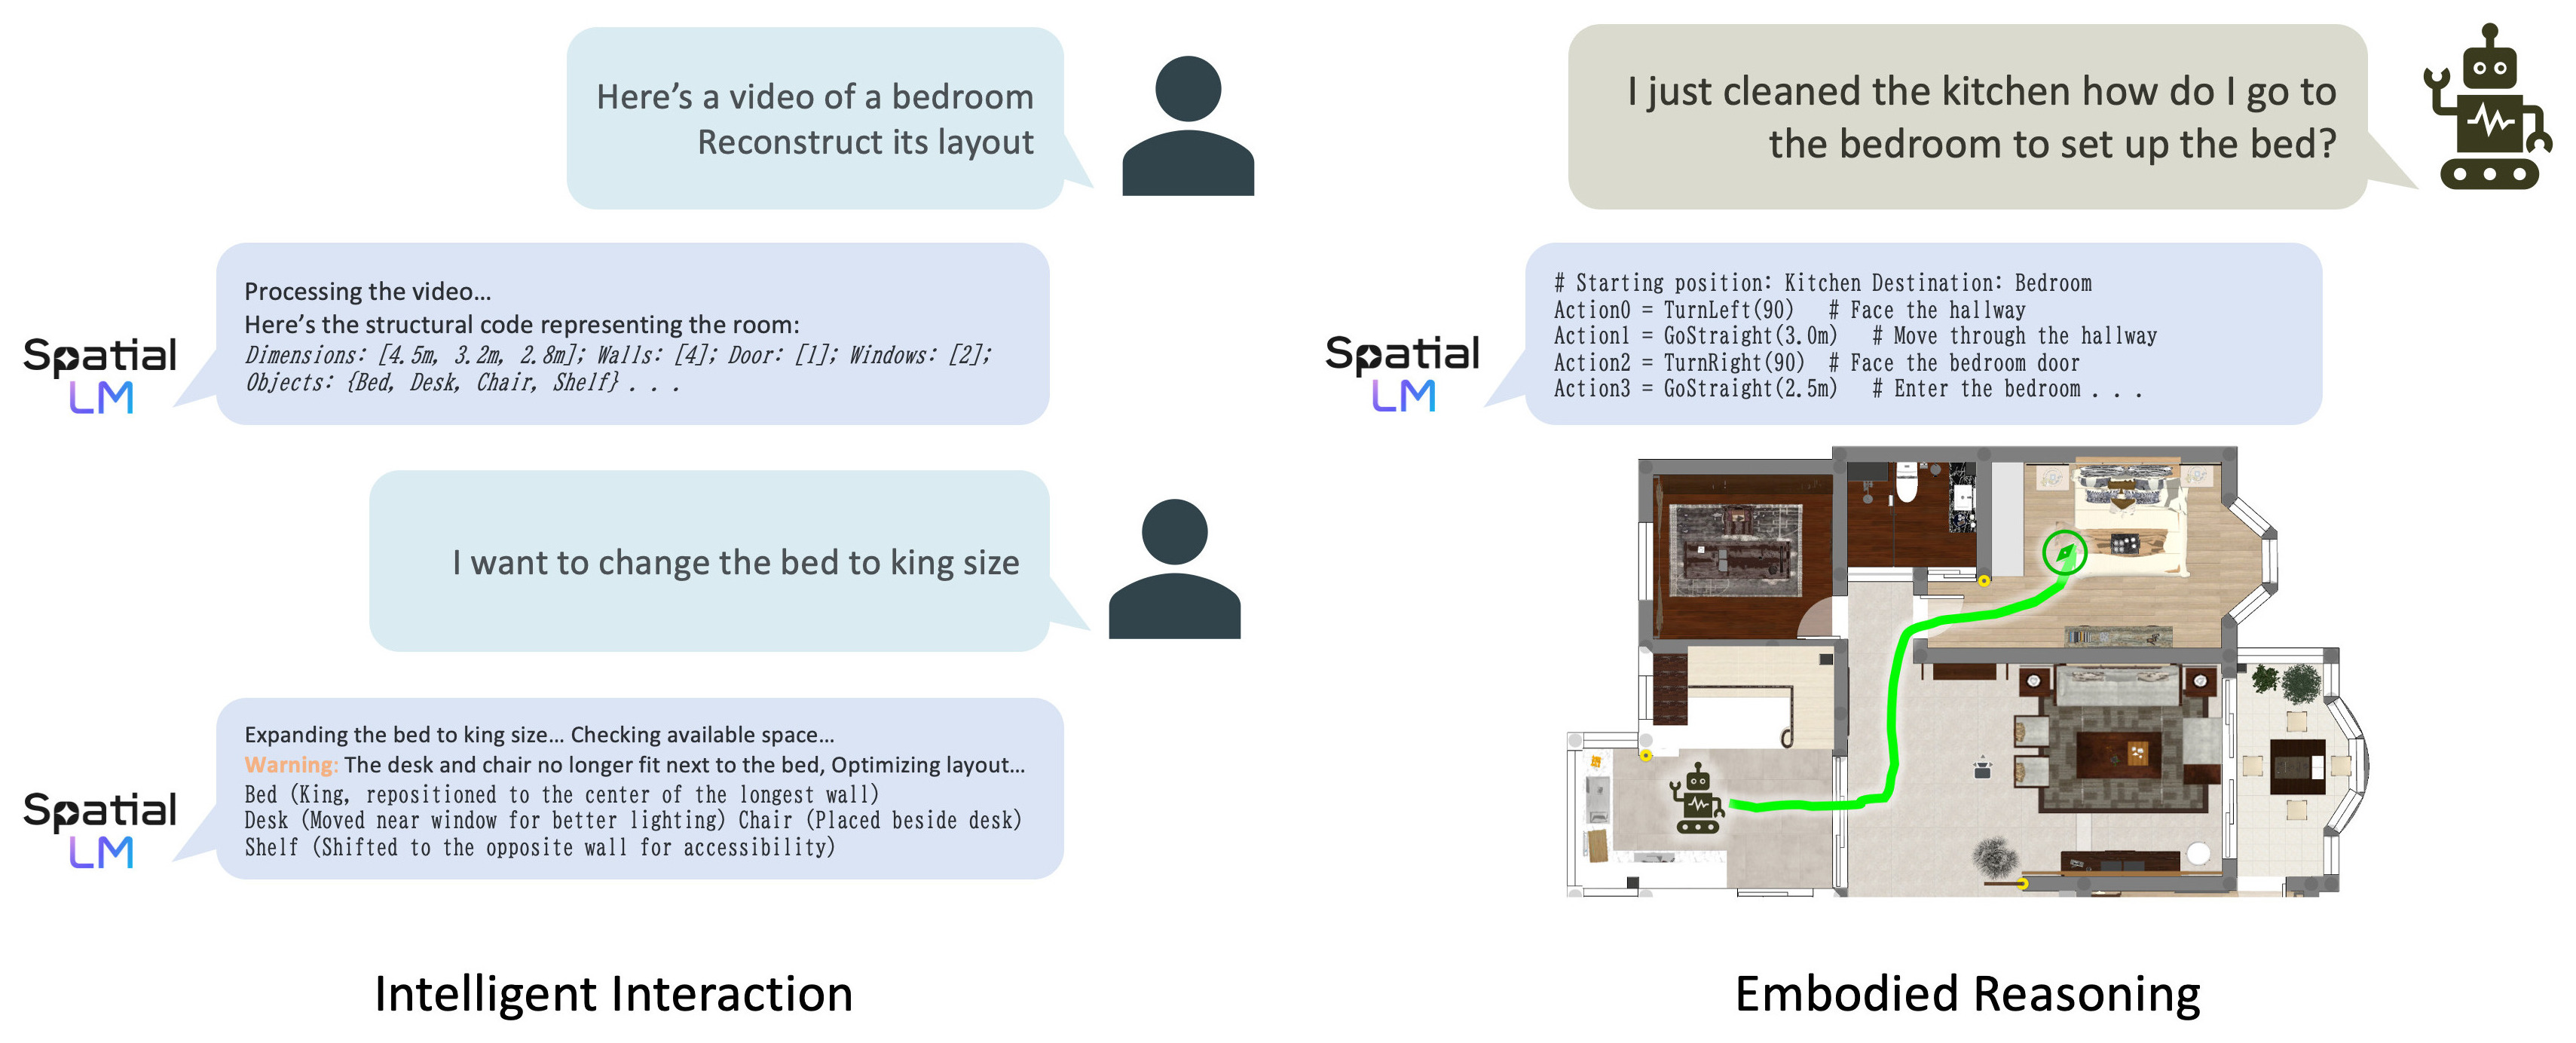 Here's a video of a bedroom
Reconstruct its layout
Spatial
LM
Processing the video...
Here's the structural code representing the room:
Dimensions: [4.5m, 3.2m, 2.8m]; Walls: [4]; Door: [1]; Windows: [2];
Objects: {Bed, Desk, Chair, Shelf} . . .
I want to change the bed to king size
Spatial
LM
Expanding the bed to king size... Checking available space...
Warning: The desk and chair no longer fit next to the bed, Optimizing layout...
Bed (King, repositioned to the center of the longest wall)
Desk (Moved near window for better lighting) Chair (Placed beside desk)
Shelf (Shifted to the opposite wall for accessibility)
Intelligent Interaction
I just cleaned the kitchen how do I go to
the bedroom to set up the bed?
Spatial
LM
# Starting position: Kitchen Destination: Bedroom
Action0 = TurnLeft(90) # Face the hallway
Action1 = GoStraight(3.0m) # Move through the hallway
Action2 = TurnRight(90) # Face the bedroom door
Action3 = GoStraight(2.5m) # Enter the bedroom . . .
Embodied Reasoning